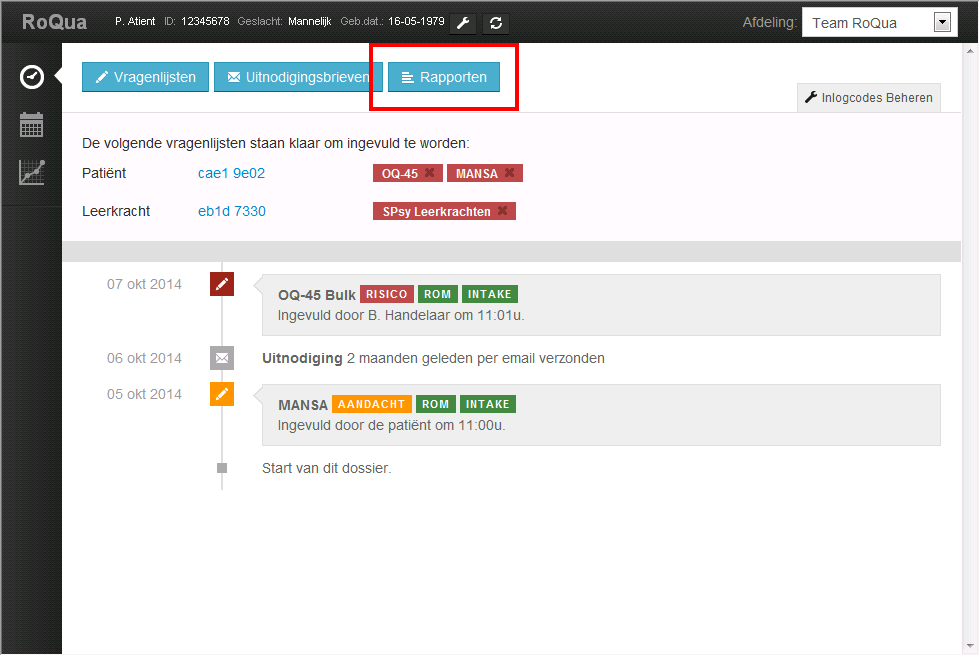 RoQua P. Atient ID: 12345678 Geslacht: Mannelijk Geb.dat.: 16-05-1979 Afdeling: Team RoQua
Vragenlijsten Uitnodigingsbrieven Rapporten
Inlogcodes Beheren
De volgende vragenlijsten staan klaar om ingevuld te worden:
Patiënt cae1 9e02 OQ-45 MANSA
Leerkracht eb1d 7330 SPsy Leerkrachten
07 okt 2014 OQ-45 Bulk RISICO ROM INTAKE
Ingevuld door B. Handelaar om 11:01u.
06 okt 2014 Uitnodiging 2 maanden geleden per email verzonden
05 okt 2014 MANSA AANDACHT ROM INTAKE
Ingevuld door de patiënt om 11:00u.
Start van dit dossier.